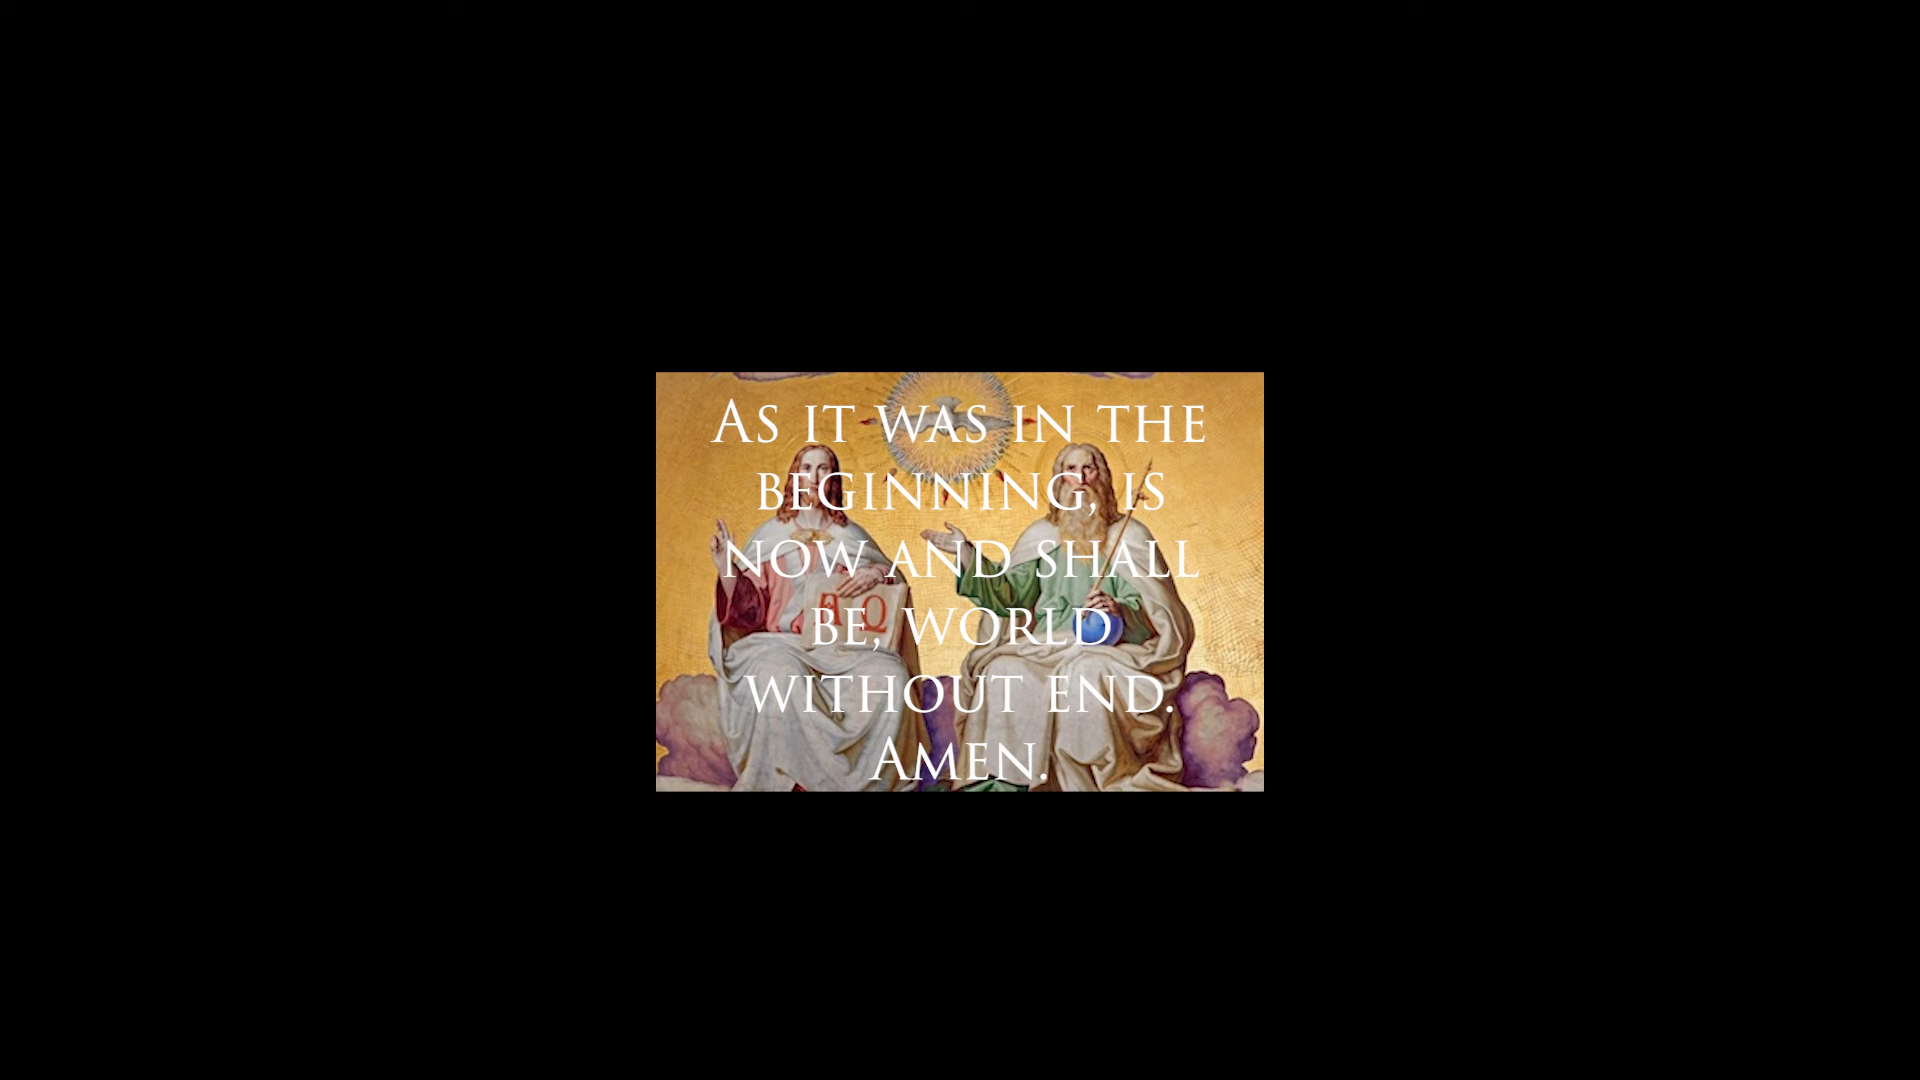 As it was in the
beginning, is
now and shall
be, world
without end.
Amen.
A Ω